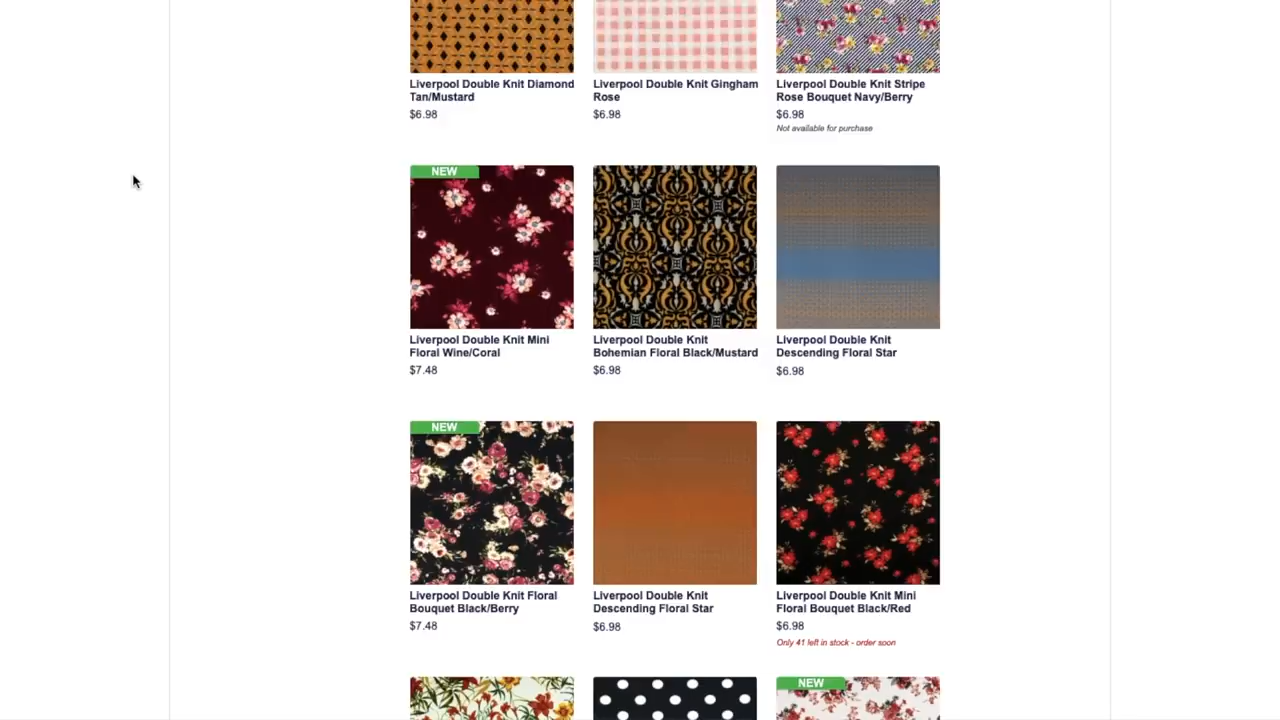 Liverpool Double Knit Diamond
Tan/Mustard
$6.98
Liverpool Double Knit Gingham
Rose
$6.98
Liverpool Double Knit Stripe
Rose Bouquet Navy/Berry
$6.98
Not available for purchase
NEW
Liverpool Double Knit Mini
Floral Wine/Coral
$7.48
Liverpool Double Knit
Bohemian Floral Black/Mustard
$6.98
Liverpool Double Knit
Descending Floral Star
$6.98
NEW
Liverpool Double Knit Floral
Bouquet Black/Berry
$7.48
Liverpool Double Knit
Descending Floral Star
$6.98
Liverpool Double Knit Mini
Floral Bouquet Black/Red
$6.98
Only 41 left in stock - order soon
NEW